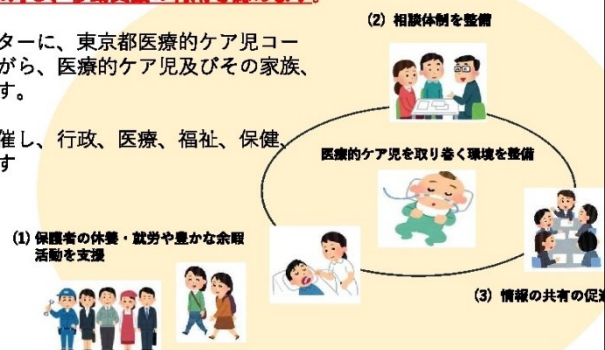 ターに、東京都医療的ケア児コー
がら、医療的ケア児及びその家族、
す。
催し、行政、医療、福祉、保健、
す
(2) 相談体制を整備
医療的ケア児を取り巻く環境を整備
(1) 保護者の休養・就労や豊かな余暇
活動を支援
(3) 情報の共有の促進